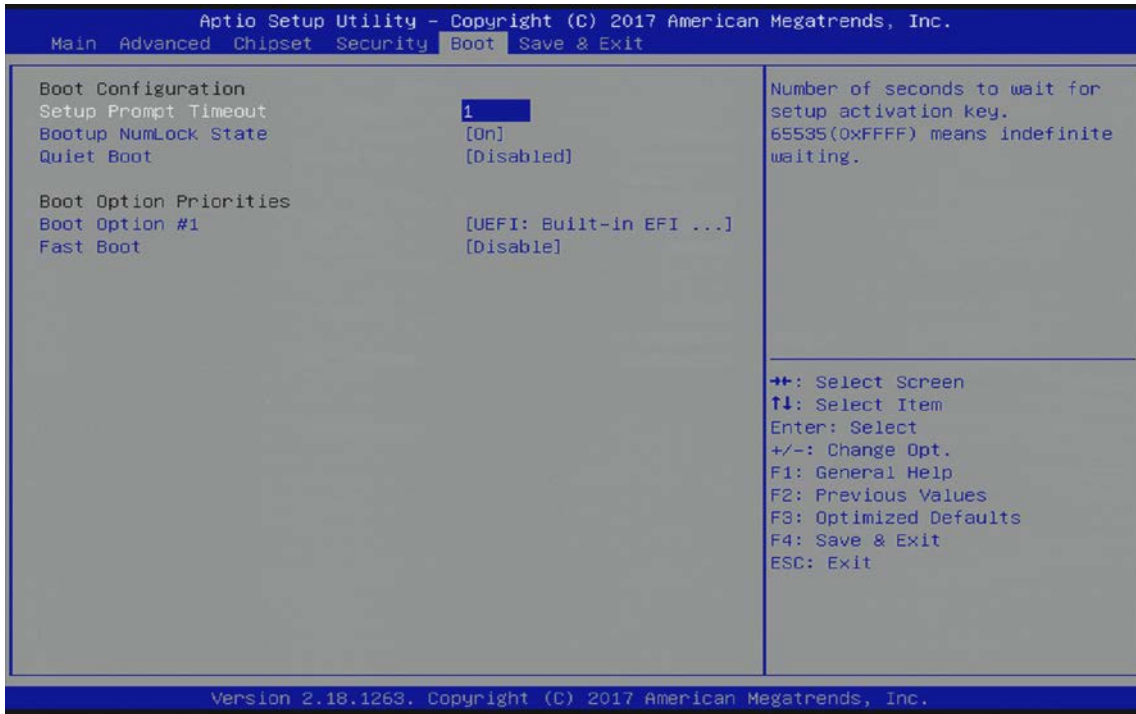 Aptio Setup Utility - Copyright (C) 2017 American Megatrends, Inc.
Main Advanced Chipset Security Boot Save & Exit
Boot Configuration
Setup Prompt Timeout 1
Bootup NumLock State [On]
Quiet Boot [Disabled]
Boot Option Priorities
Boot Option #1 [UEFI: Built-in EFI ...]
Fast Boot [Disable]
Number of seconds to wait for
setup activation key.
65535(0xFFFF) means indefinite
waiting.
→←: Select Screen
↑↓: Select Item
Enter: Select
+/-: Change Opt.
F1: General Help
F2: Previous Values
F3: Optimized Defaults
F4: Save & Exit
ESC: Exit
Version 2.18.1263. Copyright (C) 2017 American Megatrends, Inc.